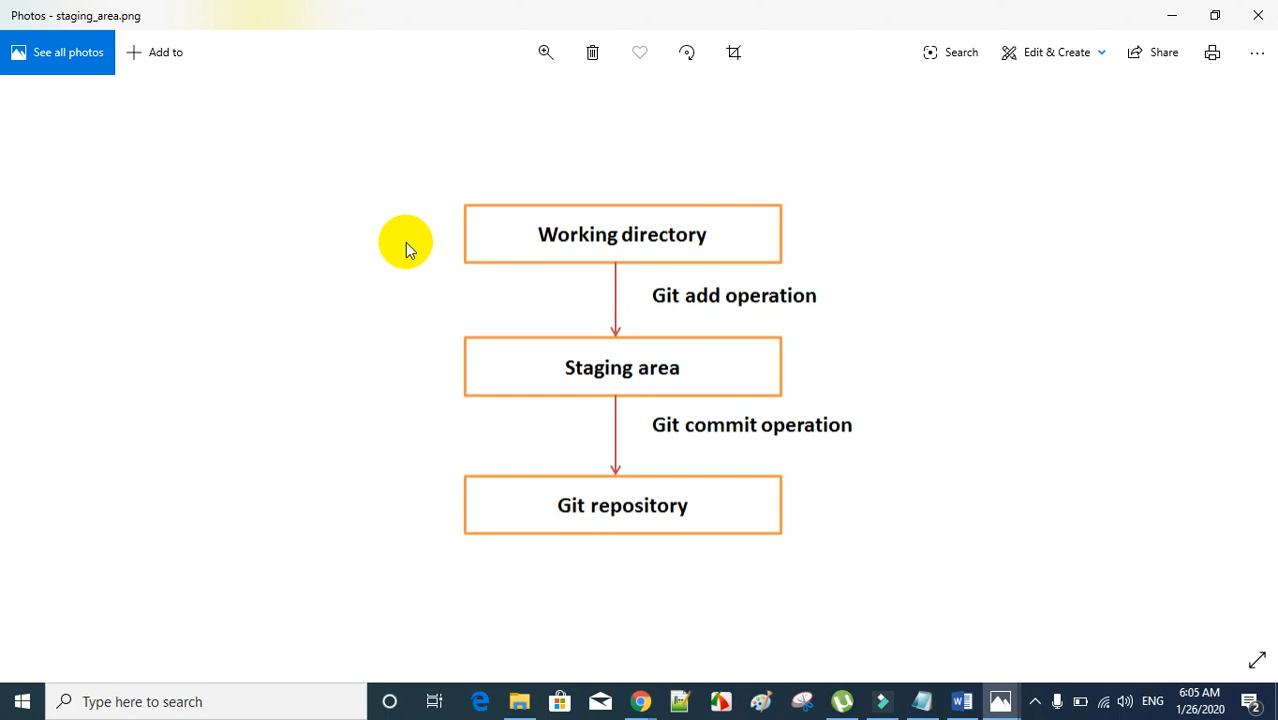 Photos - staging_area.png
See all photos
Add to
Search
Edit & Create
Share
Working directory
Git add operation
Staging area
Git commit operation
Git repository
Type here to search
ENG
6:05 AM
1/26/2020
2